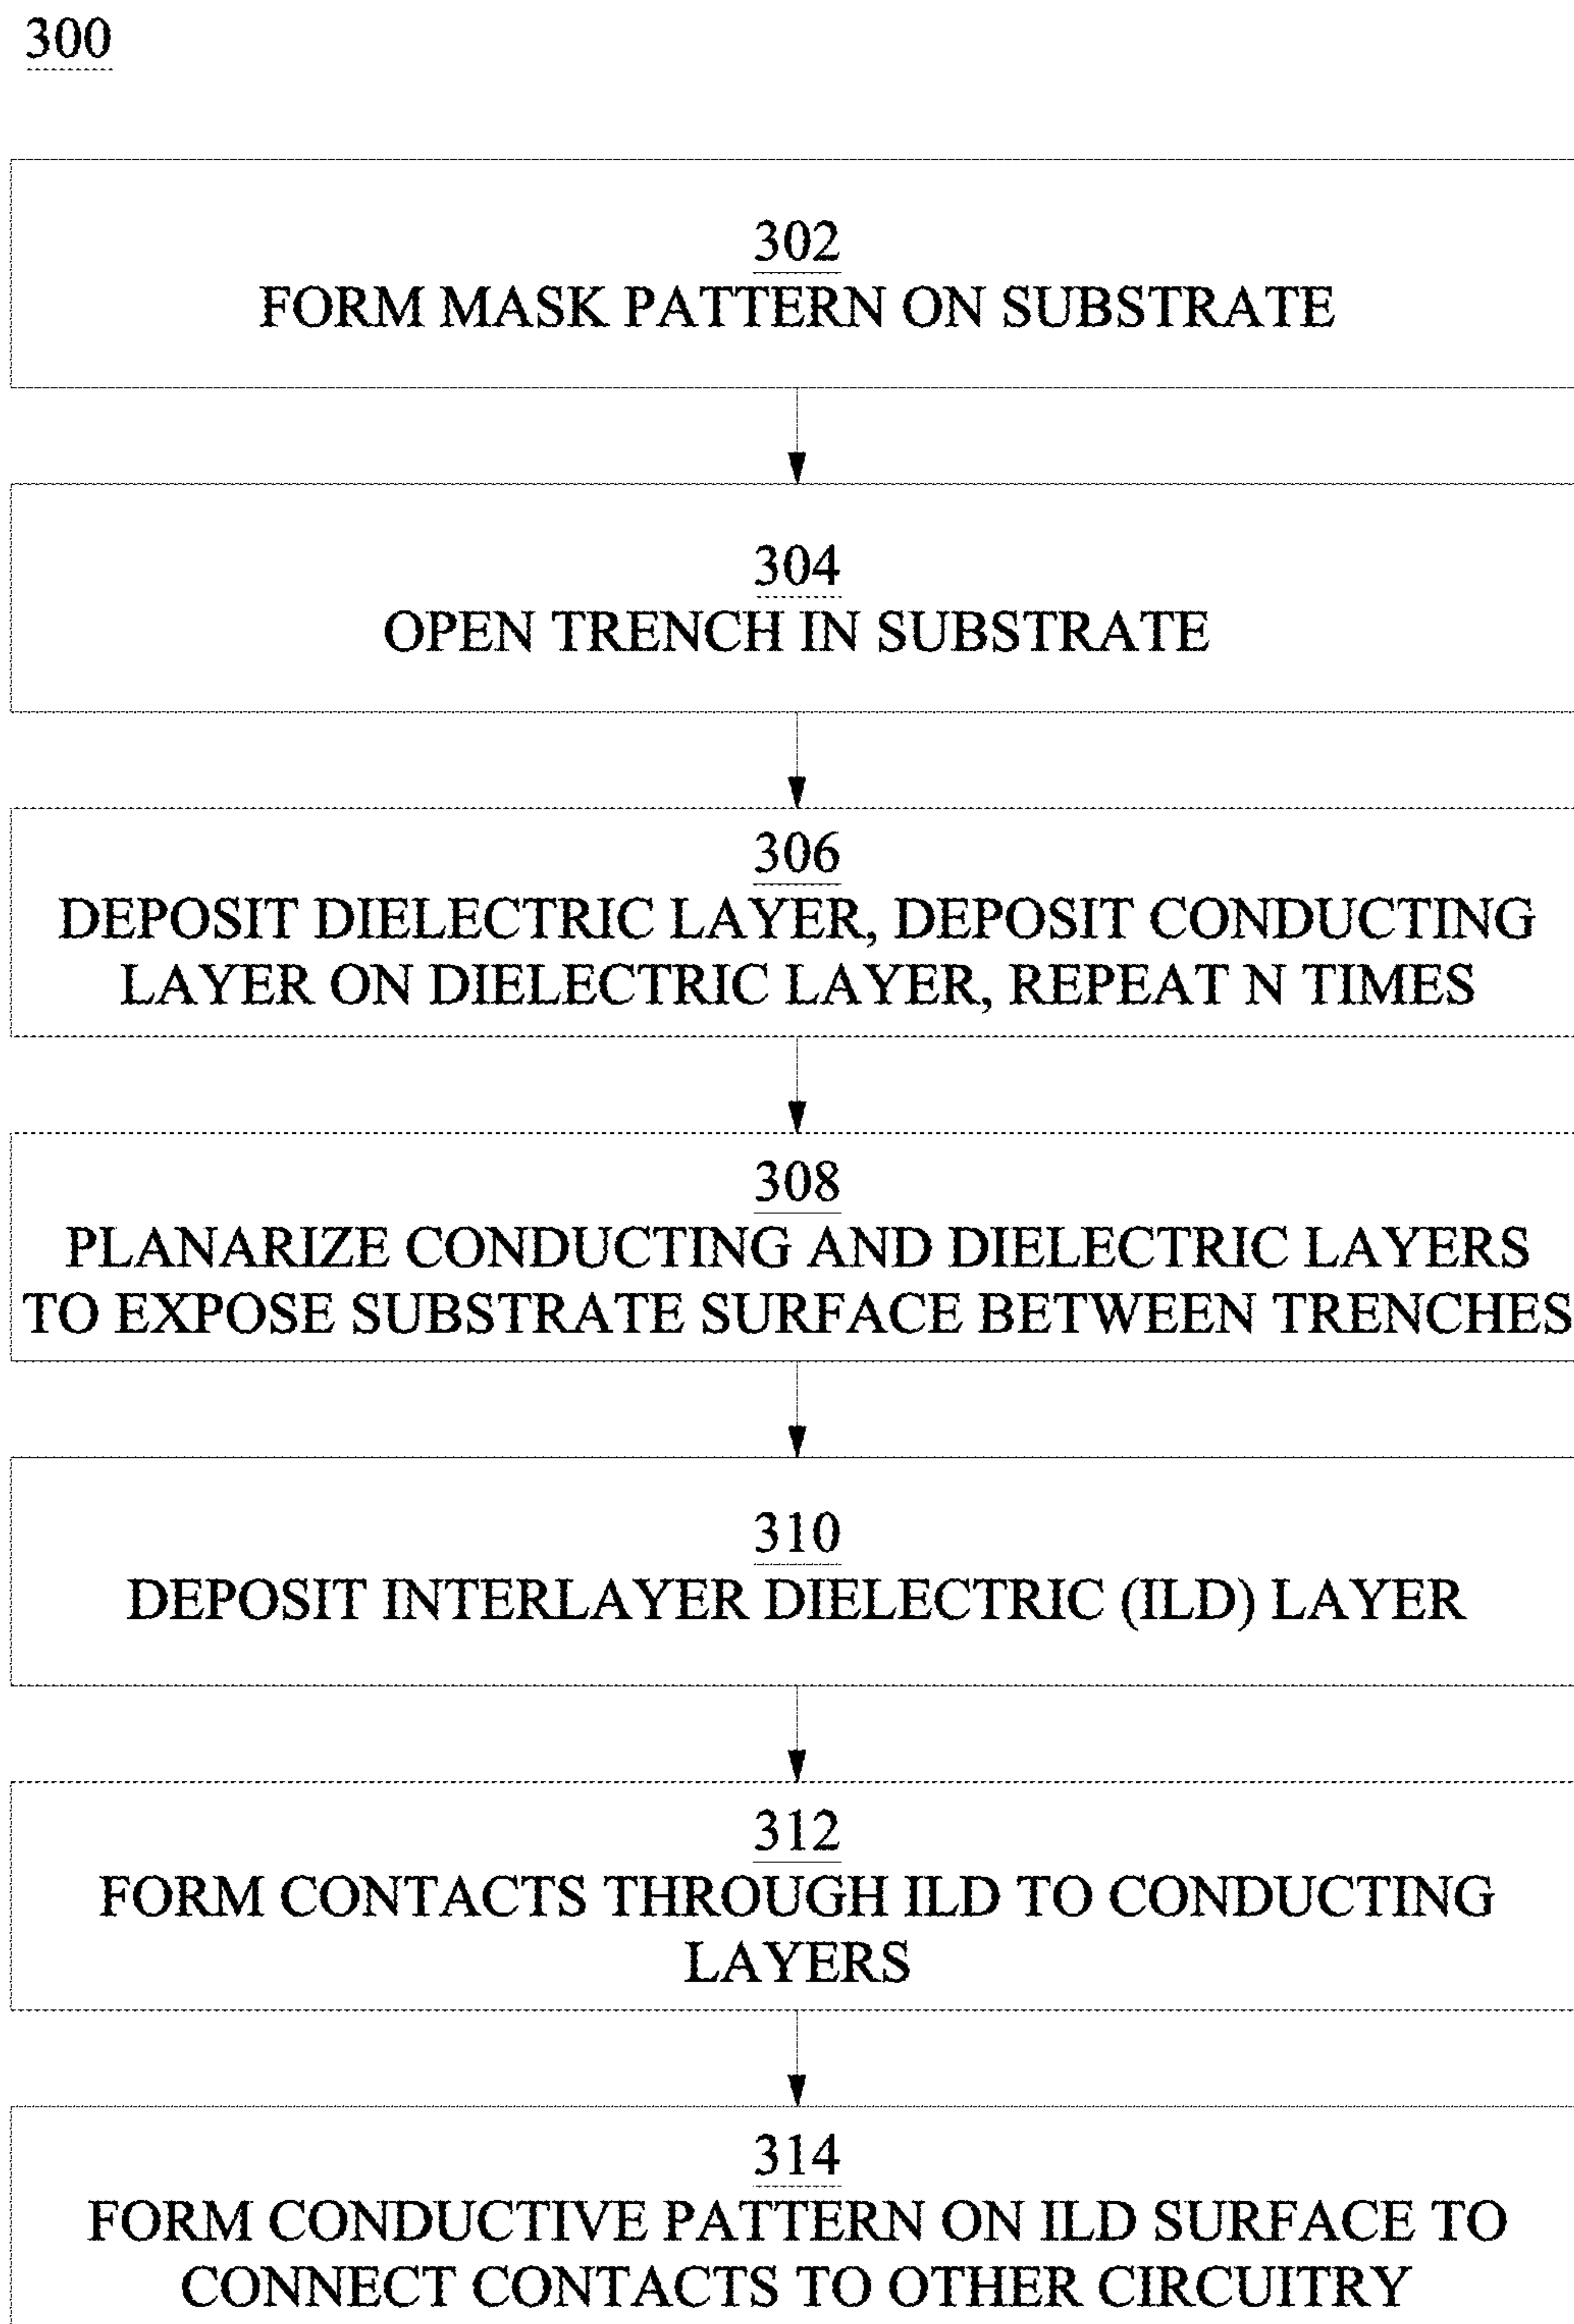 300
302
FORM MASK PATTERN ON SUBSTRATE
304
OPEN TRENCH IN SUBSTRATE
306
DEPOSIT DIELECTRIC LAYER, DEPOSIT CONDUCTING
LAYER ON DIELECTRIC LAYER, REPEAT N TIMES
308
PLANARIZE CONDUCTING AND DIELECTRIC LAYERS
TO EXPOSE SUBSTRATE SURFACE BETWEEN TRENCHES
310
DEPOSIT INTERLAYER DIELECTRIC (ILD) LAYER
312
FORM CONTACTS THROUGH ILD TO CONDUCTING
LAYERS
314
FORM CONDUCTIVE PATTERN ON ILD SURFACE TO
CONNECT CONTACTS TO OTHER CIRCUITRY